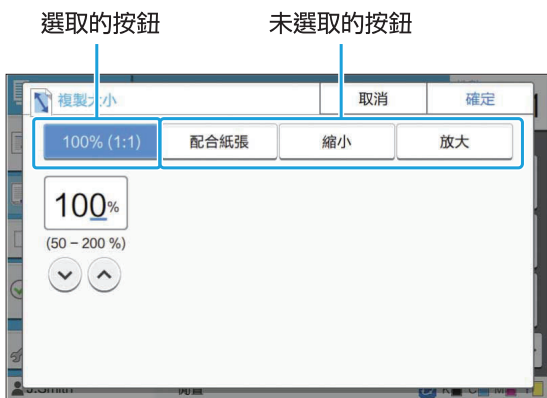 選取的按鈕
未選取的按鈕
複製大小
取消
確定
100% (1:1)
配合紙張
縮小
放大
100%
(50 – 200 %)
J.Smith
K C M Y